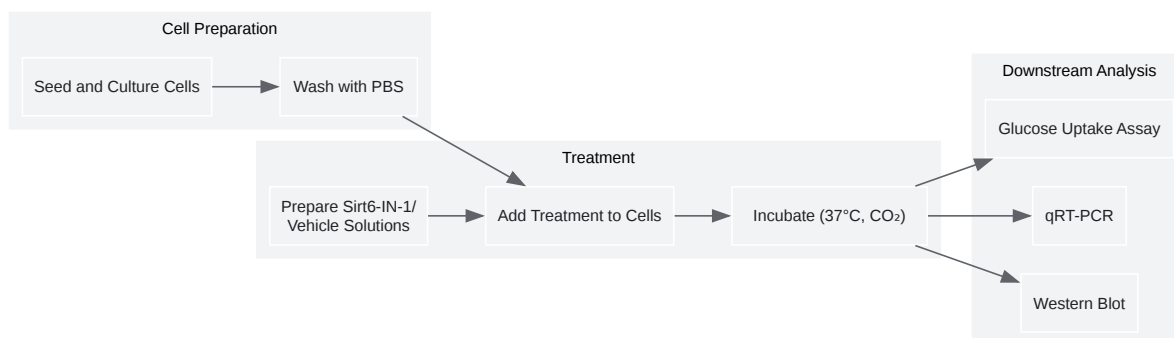 Cell Preparation
Seed and Culture Cells
Wash with PBS
Treatment
Prepare Sirt6-IN-1/
Vehicle Solutions
Add Treatment to Cells
Incubate (37°C, CO₂)
Downstream Analysis
Glucose Uptake Assay
qRT-PCR
Western Blot